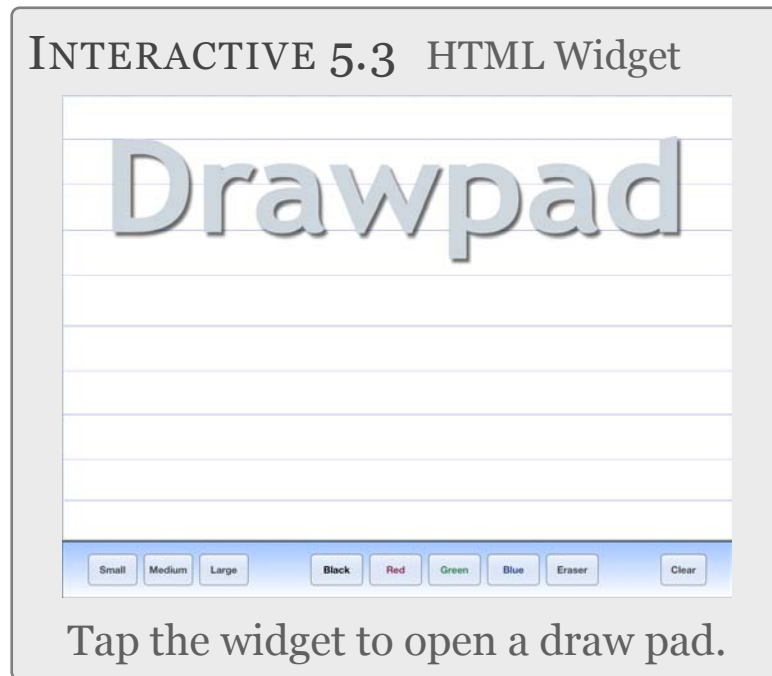 INTERACTIVE 5.3 HTML Widget
Drawpad
Small Medium Large Black Red Green Blue Eraser Clear
Tap the widget to open a draw pad.